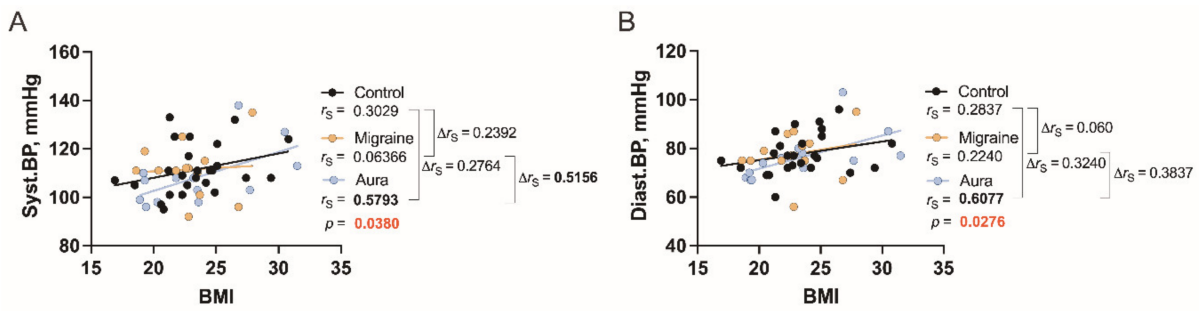 A
Syst.BP, mmHg
160
140
120
100
80
15
20
25
30
35
BMI
Control
rS = 0.3029
Migraine
rS = 0.06366
Aura
rS = 0.5793
p = 0.0380
ΔrS = 0.2392
ΔrS = 0.2764
ΔrS = 0.5156
B
Diast.BP, mmHg
120
100
80
60
40
15
20
25
30
35
BMI
Control
rS = 0.2837
Migraine
rS = 0.2240
Aura
rS = 0.6077
p = 0.0276
ΔrS = 0.060
ΔrS = 0.3240
ΔrS = 0.3837